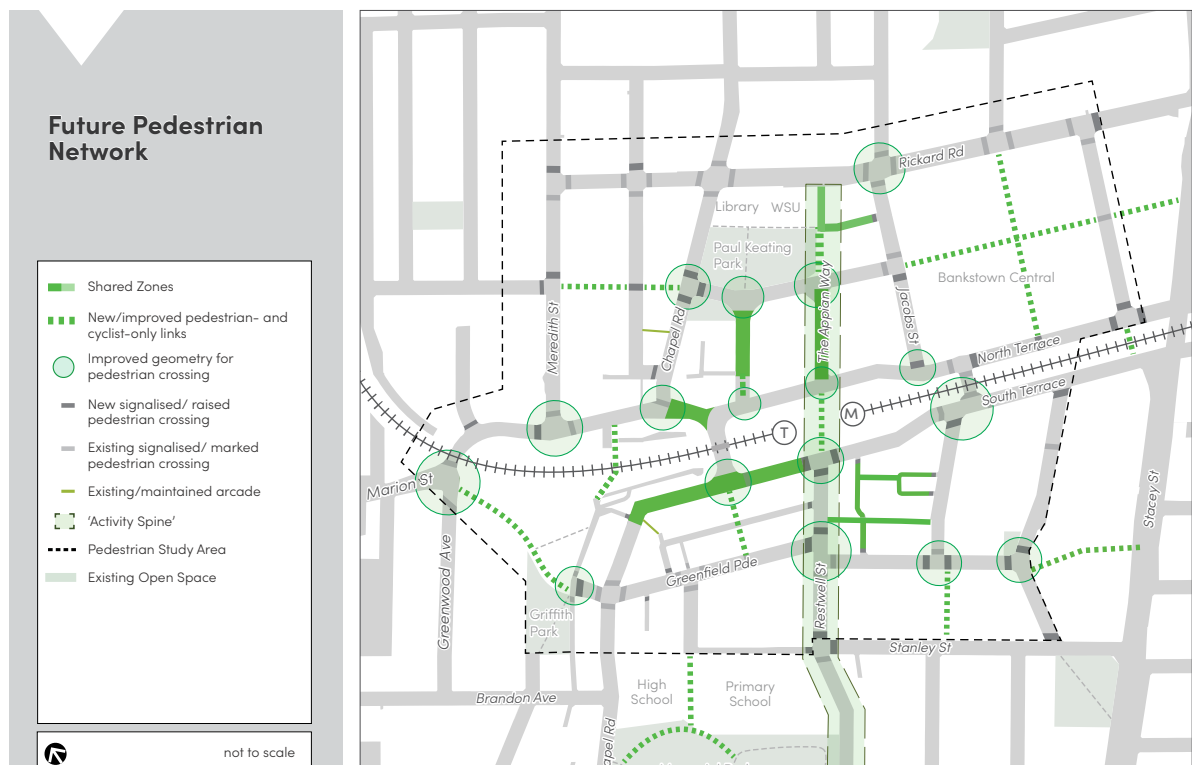 Future Pedestrian
Network
Shared Zones
New/improved pedestrian- and
cyclist-only links
Improved geometry for
pedestrian crossing
New signalised/ raised
pedestrian crossing
Existing signalised/ marked
pedestrian crossing
Existing/maintained arcade
'Activity Spine'
Pedestrian Study Area
Existing Open Space
not to scale
Rickard Rd
Library WSU
Paul Keating
Park
The Appian Way
Bankstown Central
Jacobs St
Meredith St
Chapel Rd
North Terrace
South Terrace
M
T
Marion St
Stacey St
Greenwood Ave
Greenfield Pde
Restwell St
Griffith
Park
Stanley St
High
School
Primary
School
Brandon Ave
apel Rd